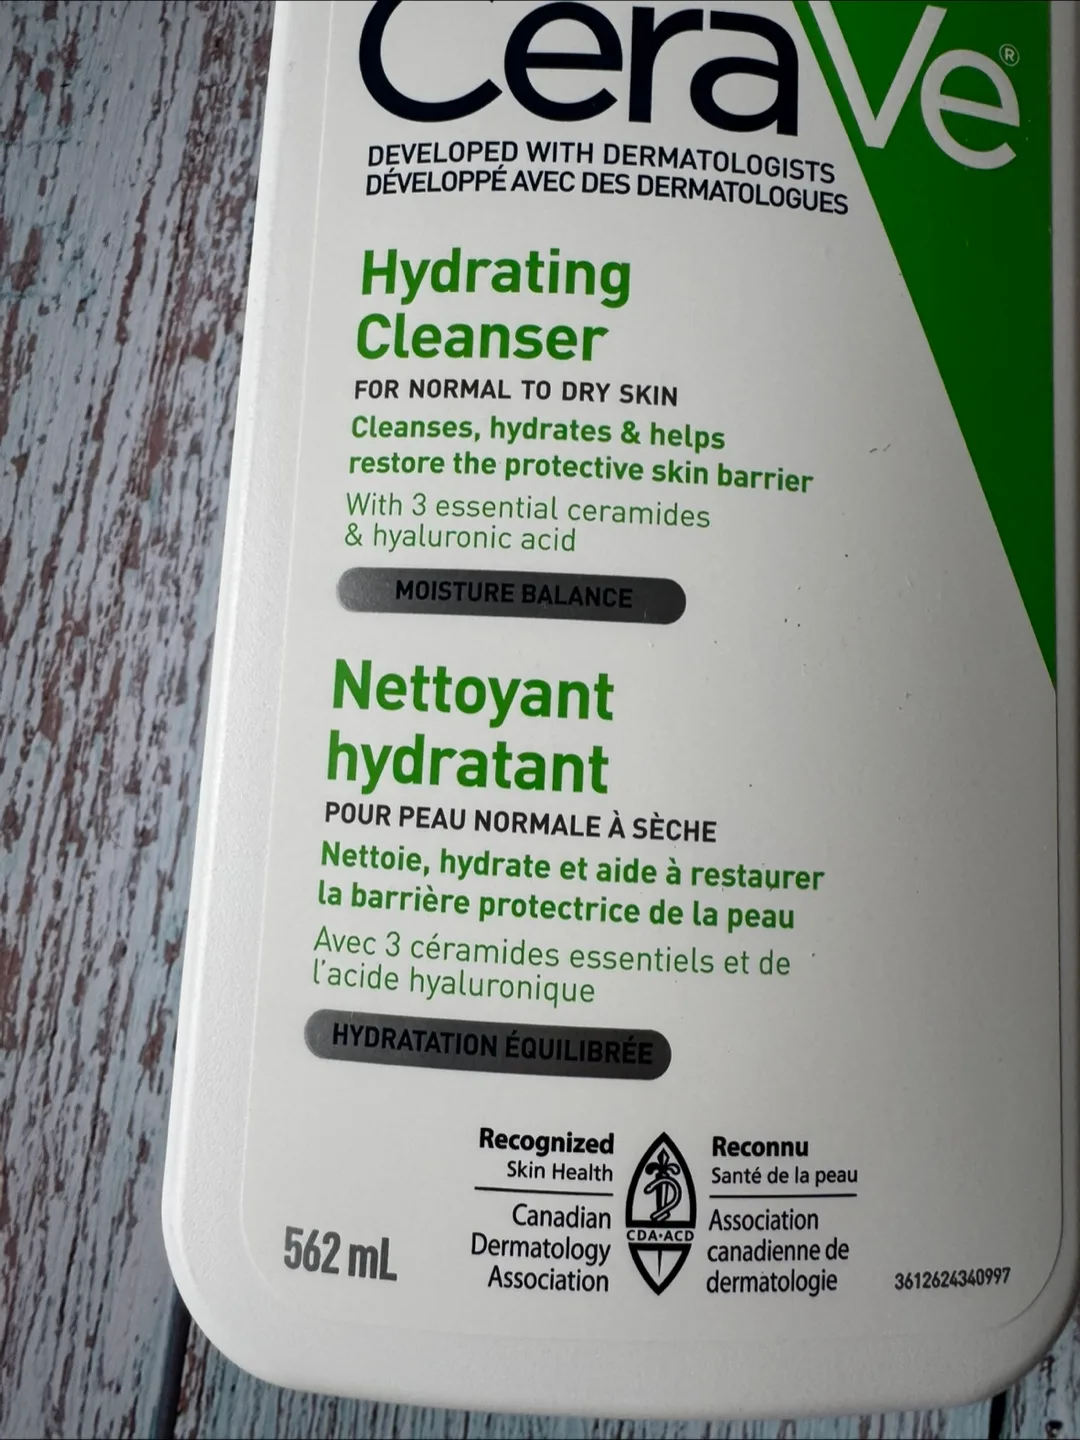 CeraVe®
DEVELOPED WITH DERMATOLOGISTS
DÉVELOPPÉ AVEC DES DERMATOLOGUES
Hydrating
Cleanser
FOR NORMAL TO DRY SKIN
Cleanses, hydrates & helps
restore the protective skin barrier
With 3 essential ceramides
& hyaluronic acid
MOISTURE BALANCE
Nettoyant
hydratant
POUR PEAU NORMALE À SÈCHE
Nettoie, hydrate et aide à restaurer
la barrière protectrice de la peau
Avec 3 céramides essentiels et de
l'acide hyaluronique
HYDRATATION ÉQUILIBRÉE
Recognized
Skin Health
Canadian
Dermatology
Association
CDA•ACD
Reconnu
Santé de la peau
Association
canadienne de
dermatologie
562 mL
3612624340997